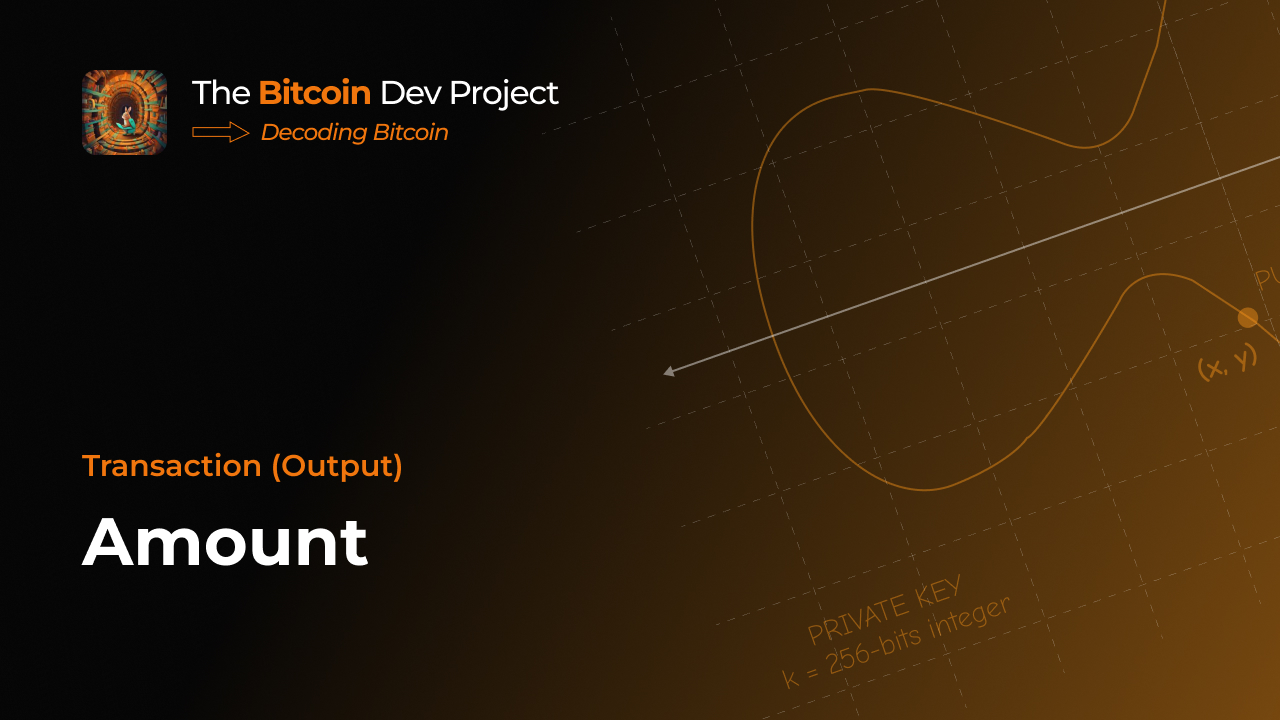 The Bitcoin Dev Project
Decoding Bitcoin
(x, y)
Transaction (Output)
Amount
PRIVATE KEY
k = 256-bits integer